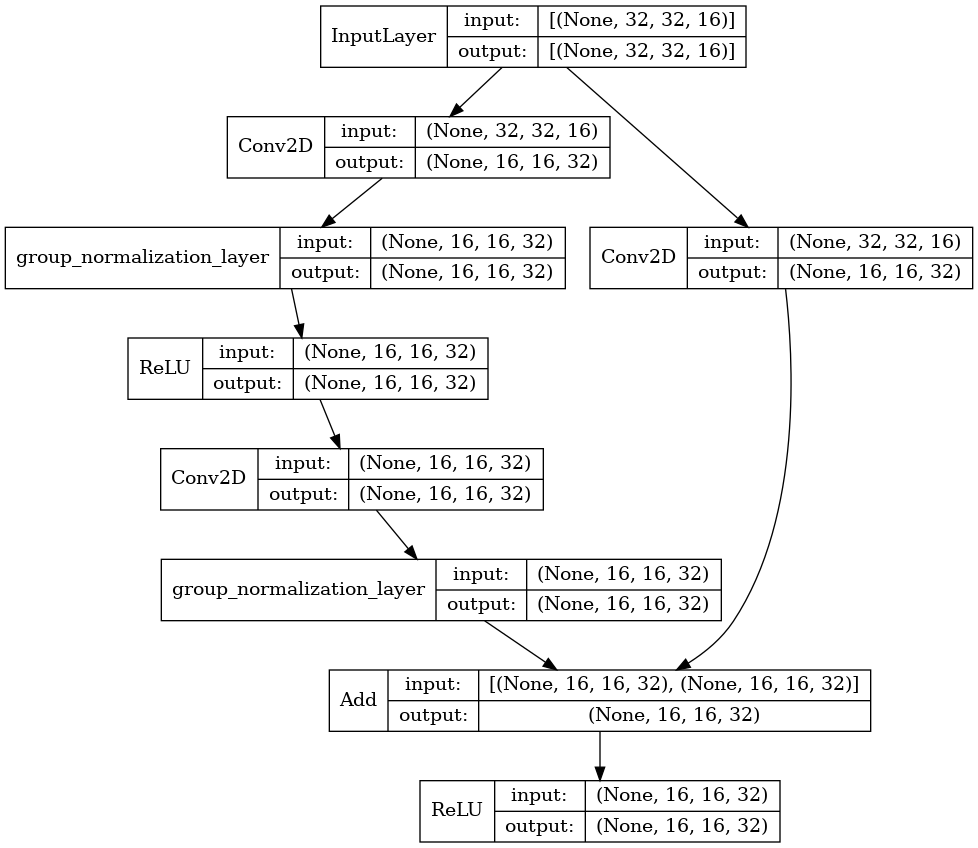 InputLayer
input: [(None, 32, 32, 16)]
output: [(None, 32, 32, 16)]
Conv2D
input: (None, 32, 32, 16)
output: (None, 16, 16, 32)
group_normalization_layer
input: (None, 16, 16, 32)
output: (None, 16, 16, 32)
Conv2D
input: (None, 32, 32, 16)
output: (None, 16, 16, 32)
ReLU
input: (None, 16, 16, 32)
output: (None, 16, 16, 32)
Conv2D
input: (None, 16, 16, 32)
output: (None, 16, 16, 32)
group_normalization_layer
input: (None, 16, 16, 32)
output: (None, 16, 16, 32)
Add
input: [(None, 16, 16, 32), (None, 16, 16, 32)]
output: (None, 16, 16, 32)
ReLU
input: (None, 16, 16, 32)
output: (None, 16, 16, 32)